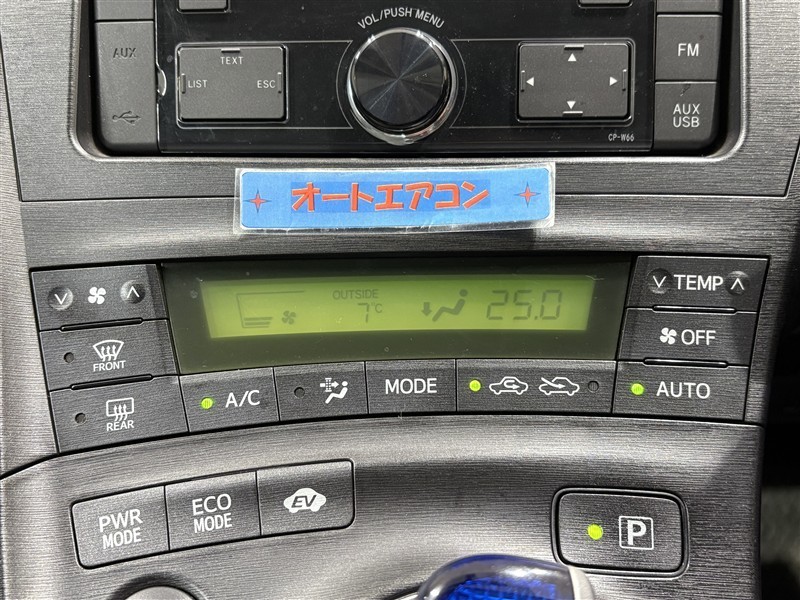 VOL/PUSH MENU
AUX
TEXT
LIST ESC
FM
AUX
USB
CP-W66
オートエアコン
OUTSIDE
7°C
25.0
TEMP
OFF
FRONT
REAR
A/C
MODE
AUTO
PWR
MODE
ECO
MODE
EV
P